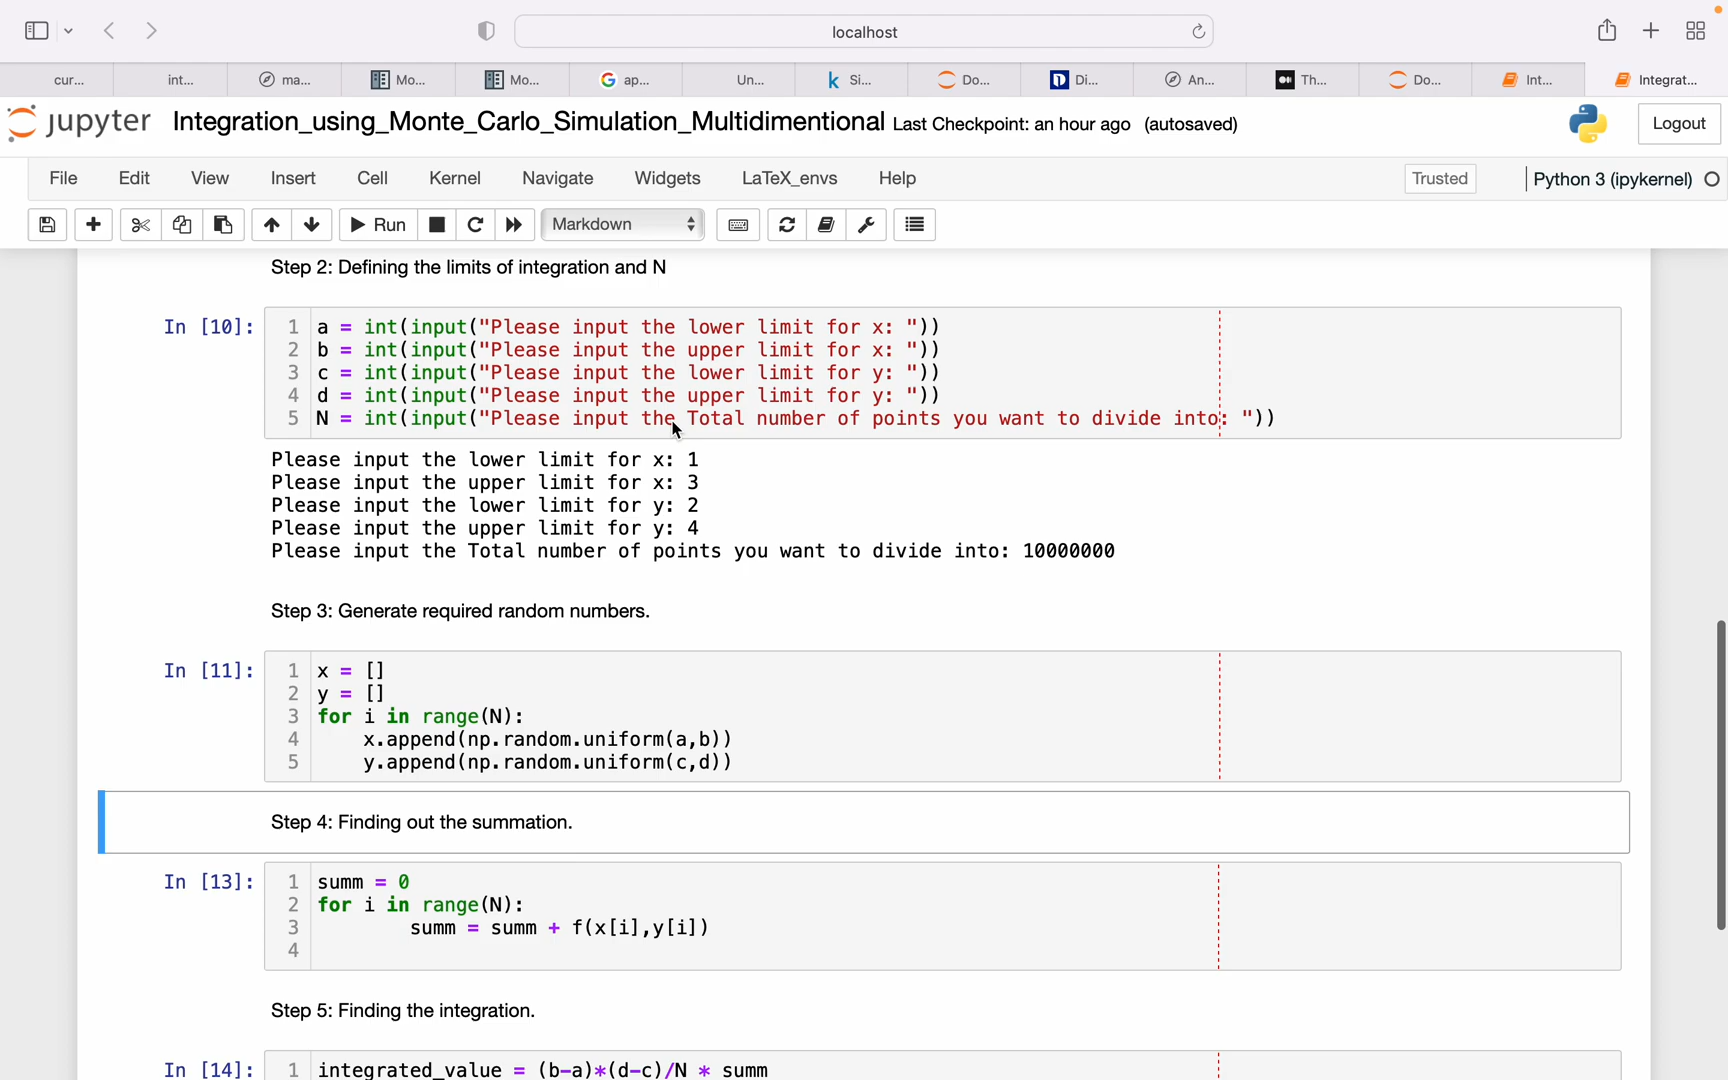 localhost
cur...
int...
ma...
Mo...
Mo...
ap...
Un...
Si...
Do...
Di...
An...
Th...
Do...
Int...
Integrat...
jupyter Integration_using_Monte_Carlo_Simulation_Multidimentional Last Checkpoint: an hour ago (autosaved)
Logout
File Edit View Insert Cell Kernel Navigate Widgets LaTeX_envs Help
Trusted
Python 3 (ipykernel)
Run
Markdown
Step 2: Defining the limits of integration and N
In [10]:
1 a = int(input("Please input the lower limit for x: "))
2 b = int(input("Please input the upper limit for x: "))
3 c = int(input("Please input the lower limit for y: "))
4 d = int(input("Please input the upper limit for y: "))
5 N = int(input("Please input the Total number of points you want to divide into: "))
Please input the lower limit for x: 1
Please input the upper limit for x: 3
Please input the lower limit for y: 2
Please input the upper limit for y: 4
Please input the Total number of points you want to divide into: 10000000
Step 3: Generate required random numbers.
In [11]:
1 x = []
2 y = []
3 for i in range(N):
4     x.append(np.random.uniform(a,b))
5     y.append(np.random.uniform(c,d))
Step 4: Finding out the summation.
In [13]:
1 summ = 0
2 for i in range(N):
3         summ = summ + f(x[i],y[i])
4
Step 5: Finding the integration.
In [14]:
1 integrated_value = (b-a)*(d-c)/N * summ